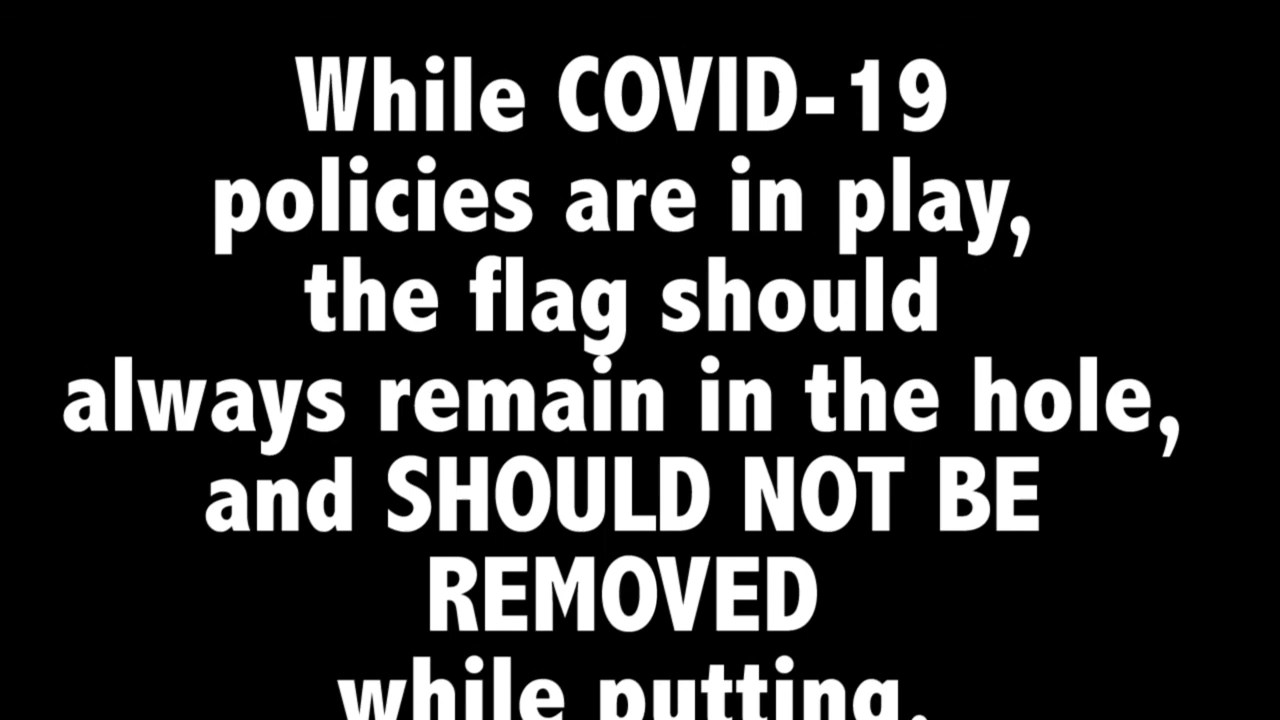 While COVID-19
policies are in play,
the flag should
always remain in the hole,
and SHOULD NOT BE
REMOVED
while putting.